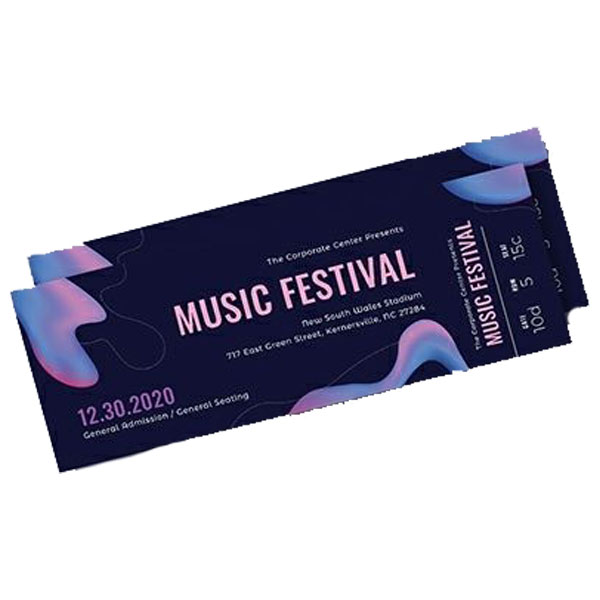 The Corporate Center Presents
MUSIC FESTIVAL
New South Wales Stadium
717 East Green Street, Kernersville, NC 27284
12.30.2020
General Admission / General Seating
The Corporate Center Presents
MUSIC FESTIVAL
GATE ROW SEAT
10d 5 15c